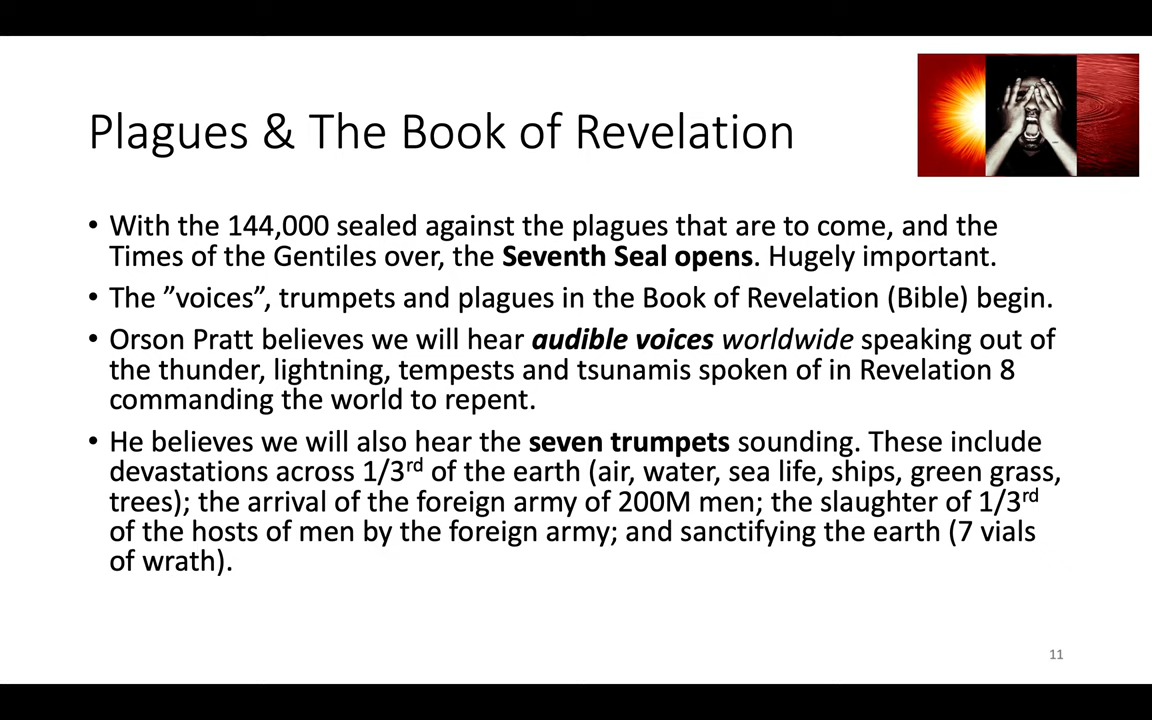 Plagues & The Book of Revelation
• With the 144,000 sealed against the plagues that are to come, and the
Times of the Gentiles over, the Seventh Seal opens. Hugely important.
• The ”voices”, trumpets and plagues in the Book of Revelation (Bible) begin.
• Orson Pratt believes we will hear audible voices worldwide speaking out of
the thunder, lightning, tempests and tsunamis spoken of in Revelation 8
commanding the world to repent.
• He believes we will also hear the seven trumpets sounding. These include
devastations across 1/3rd of the earth (air, water, sea life, ships, green grass,
trees); the arrival of the foreign army of 200M men; the slaughter of 1/3rd
of the hosts of men by the foreign army; and sanctifying the earth (7 vials
of wrath).
11